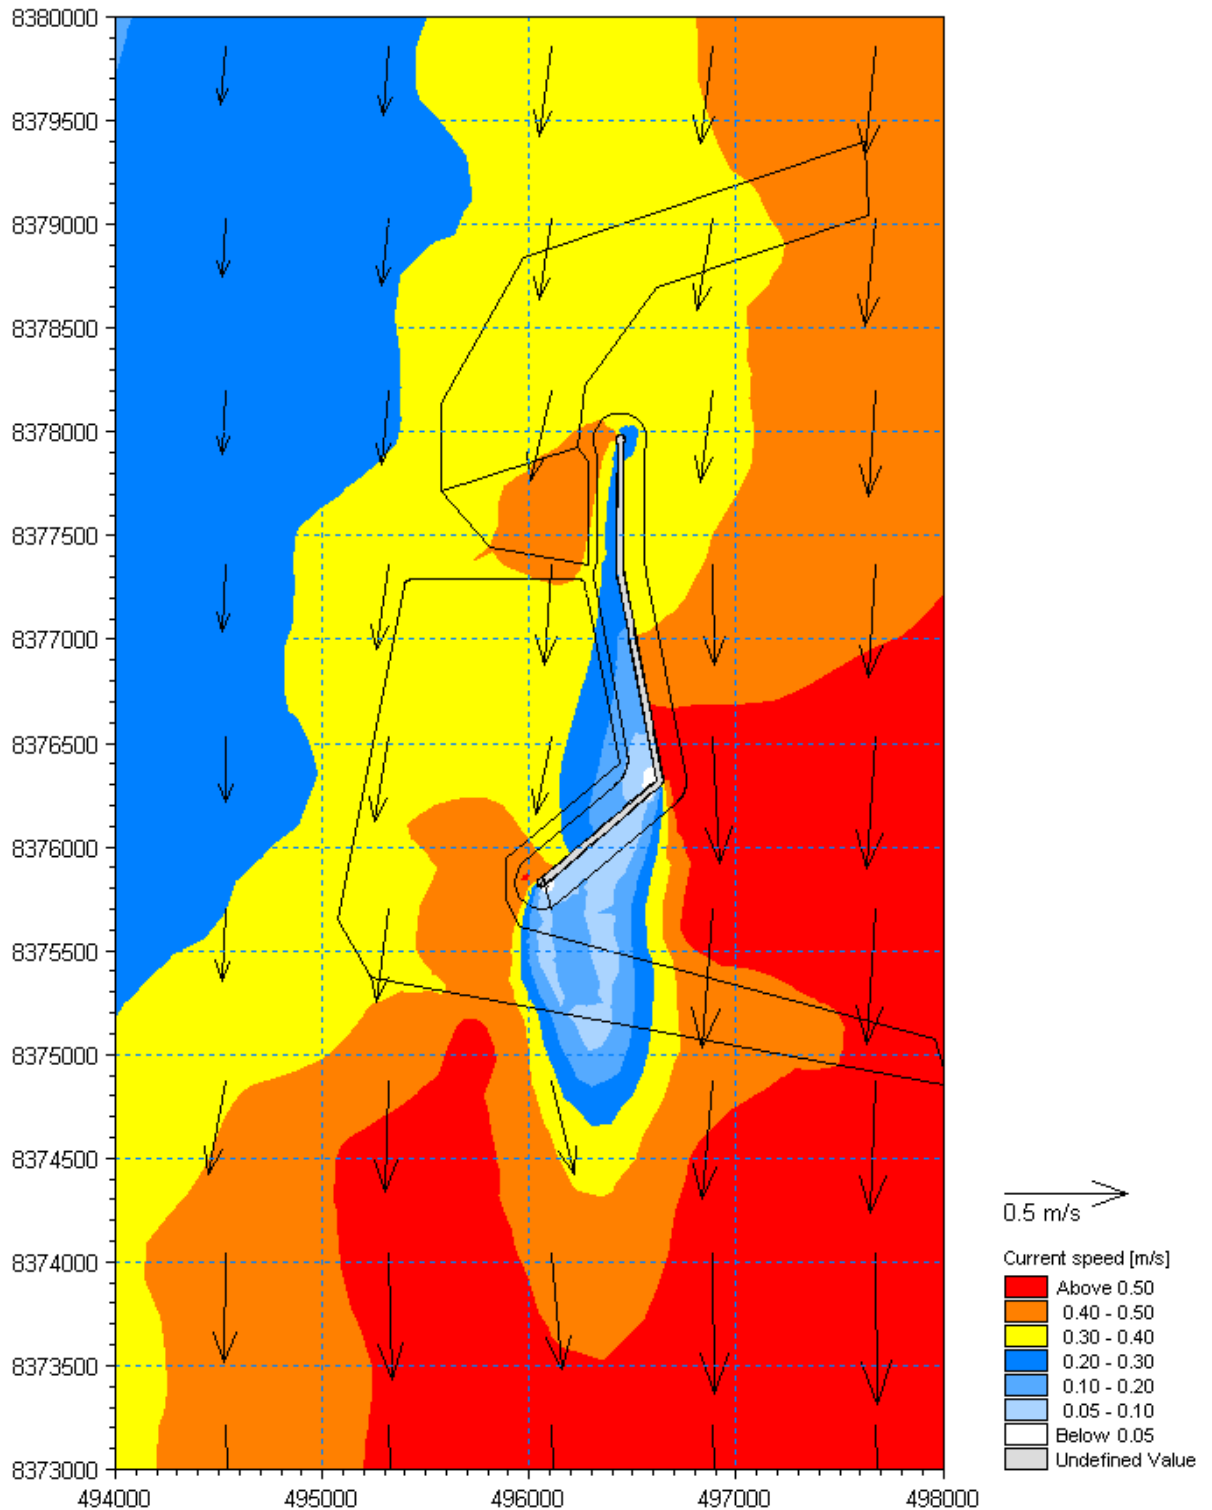 8380000
8379500
8379000
8378500
8378000
8377500
8377000
8376500
8376000
8375500
8375000
8374500
8374000
8373500
8373000
494000 495000 496000 497000 498000
0.5 m/s
Current speed [m/s]
Above 0.50
0.40 - 0.50
0.30 - 0.40
0.20 - 0.30
0.10 - 0.20
0.05 - 0.10
Below 0.05
Undefined Value